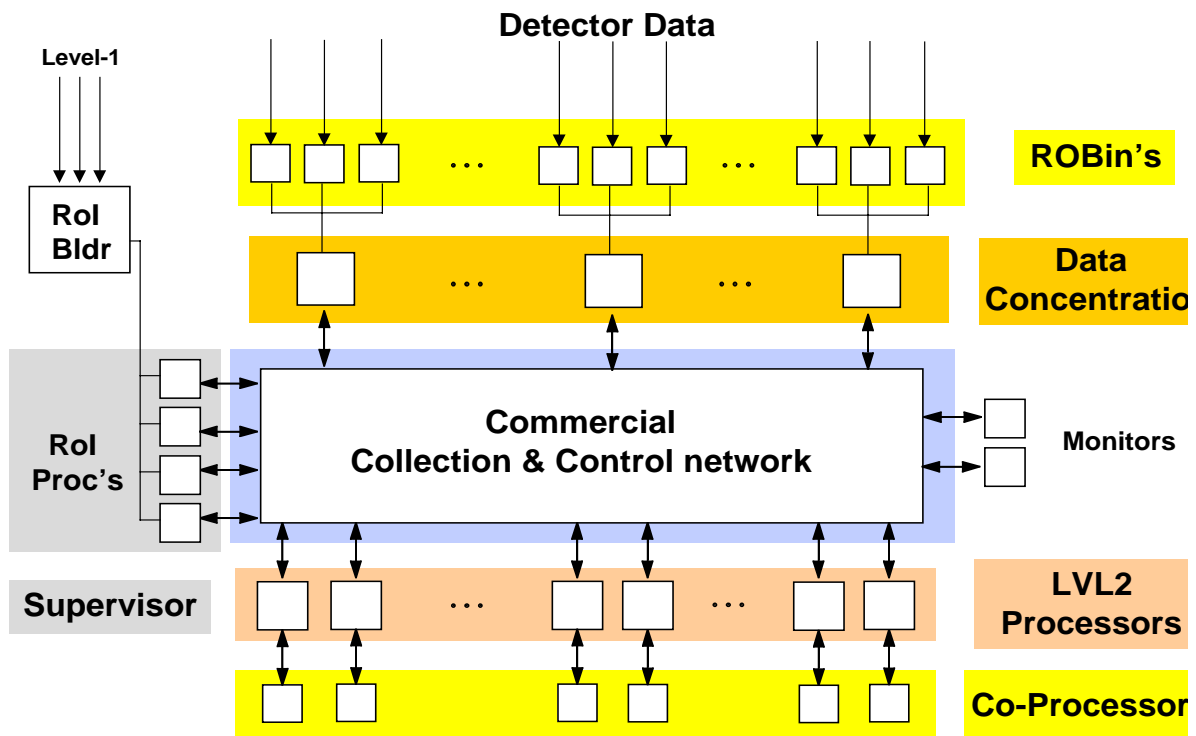 Detector Data
Level-1
ROBin's
RoI
Bldr
• • •
• • •
Data
Concentratio
• • •
• • •
RoI
Proc's
Commercial
Collection & Control network
Monitors
Supervisor
• • •
• • •
LVL2
Processors
Co-Processor